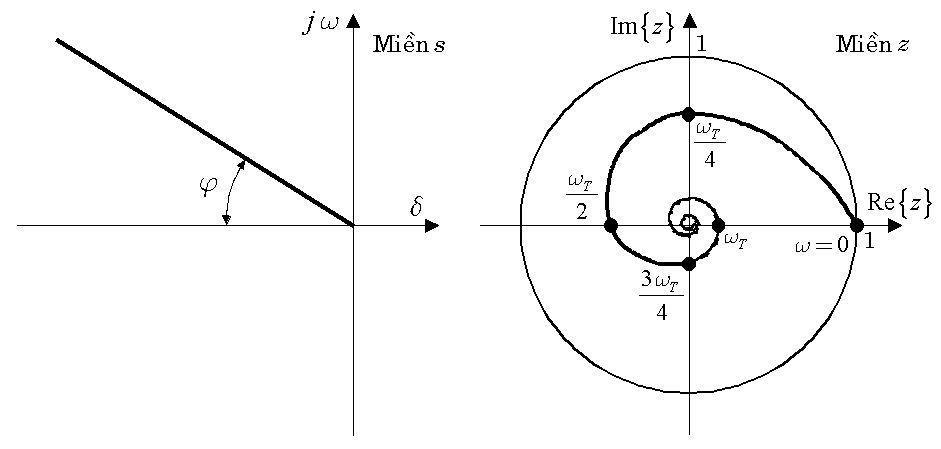 jω
Miền s
φ
δ
Im{z}
1
Miền z
ω_T/4
ω_T/2
Re{z}
ω_T
ω=0
1
3ω_T/4